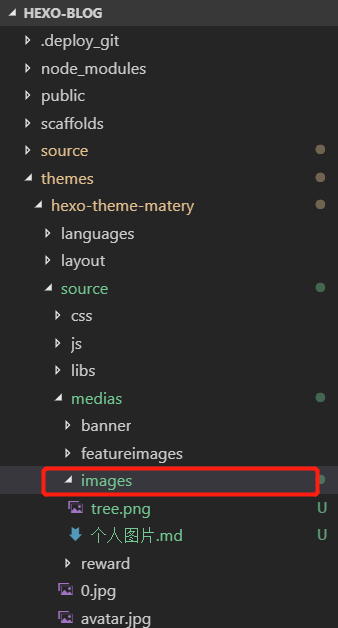 HEXO-BLOG
.deploy_git
node_modules
public
scaffolds
source
themes
hexo-theme-matery
languages
layout
source
css
js
libs
medias
banner
featureimages
images
tree.png U
个人图片.md U
reward
0.jpg
avatar.jpg